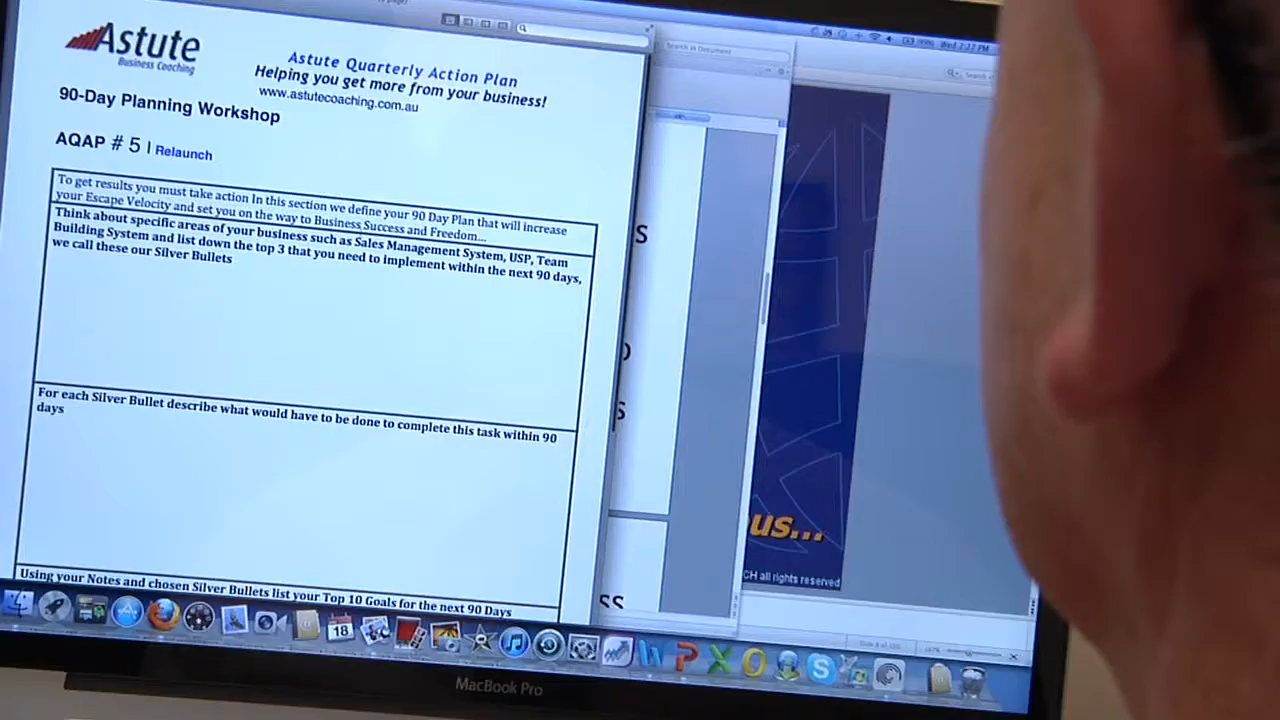 Astute
Business Coaching
Astute Quarterly Action Plan
Helping you get more from your business!
www.astutecoaching.com.au
90-Day Planning Workshop
AQAP # 5 | Relaunch
To get results you must take action In this section we define your 90 Day Plan that will increase
your Escape Velocity and set you on the way to Business Success and Freedom...
Think about specific areas of your business such as Sales Management System, USP, Team
Building System and list down the top 3 that you need to implement within the next 90 days,
we call these our Silver Bullets
For each Silver Bullet describe what would have to be done to complete this task within 90
days
Using your Notes and chosen Silver Bullets list your Top 10 Goals for the next 90 Days
Search in Document
Search
us...
CH all rights reserved
18
MacBook Pro